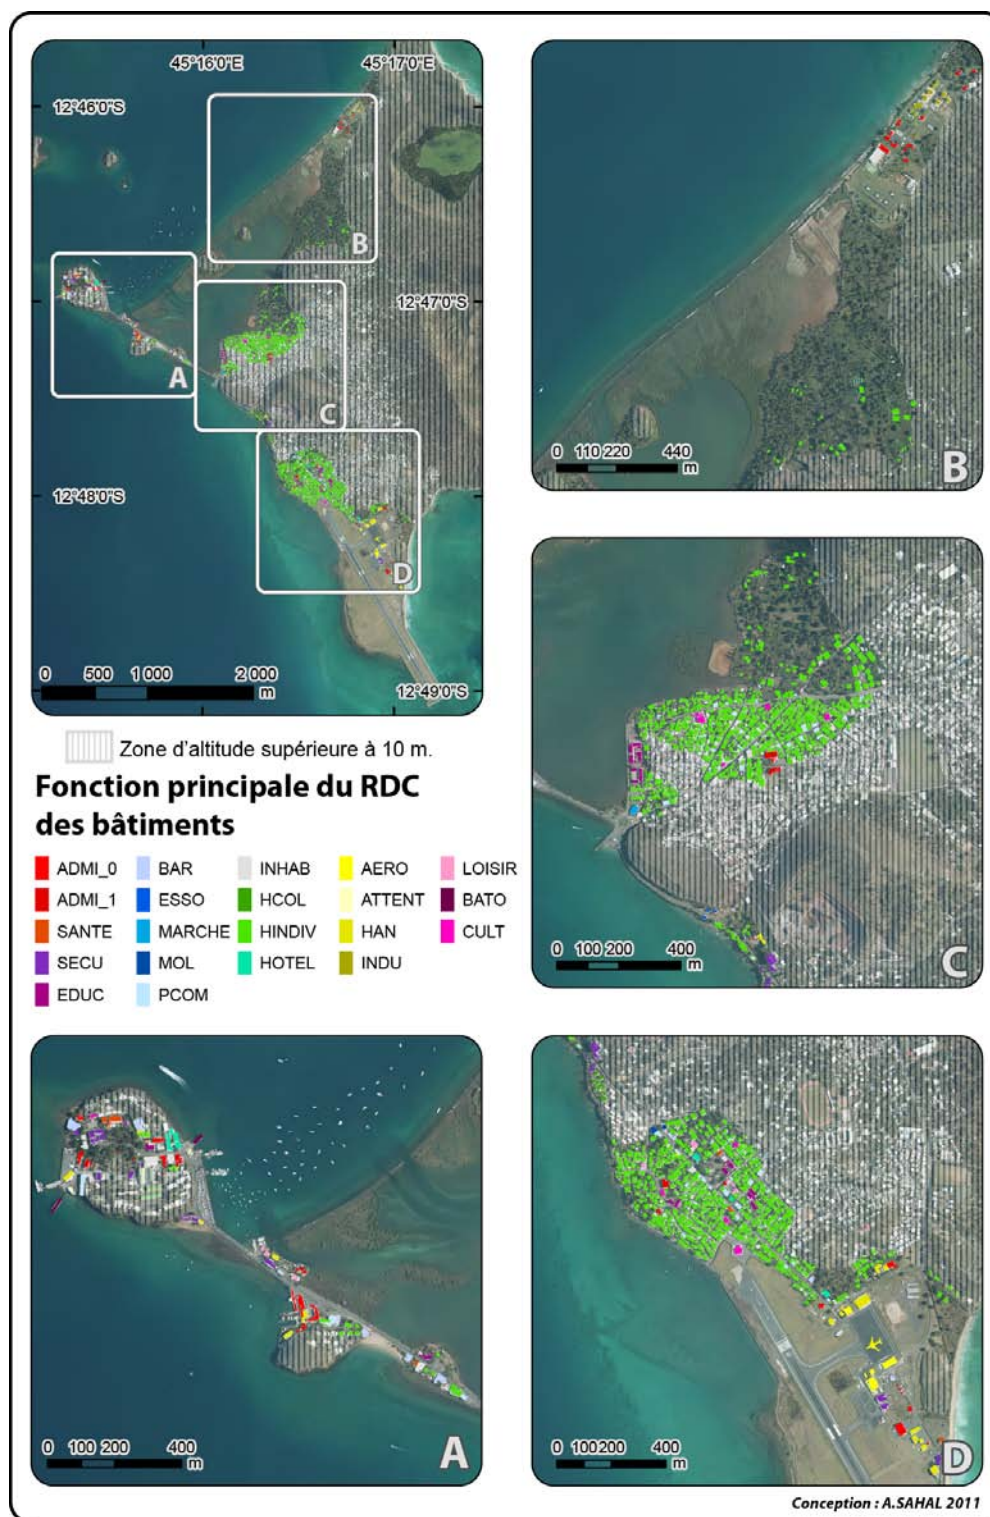 45°16'0"E
45°17'0"E
12°46'0"S
B
12°47'0"S
A
C
12°48'0"S
D
0 500 1 000 2 000
m
12°49'0"S
0 110 220 440
m
B
Zone d'altitude supérieure à 10 m.
Fonction principale du RDC
des bâtiments
ADMI_0 BAR INHAB AERO LOISIR
ADMI_1 ESSO HCOL ATTENT BATO
SANTE MARCHE HINDIV HAN CULT
SECU MOL HOTEL INDU
EDUC PCOM
0 100 200 400
m
C
0 100 200 400
m
A
0 100200 400
m
D
Conception : A.SAHAL 2011